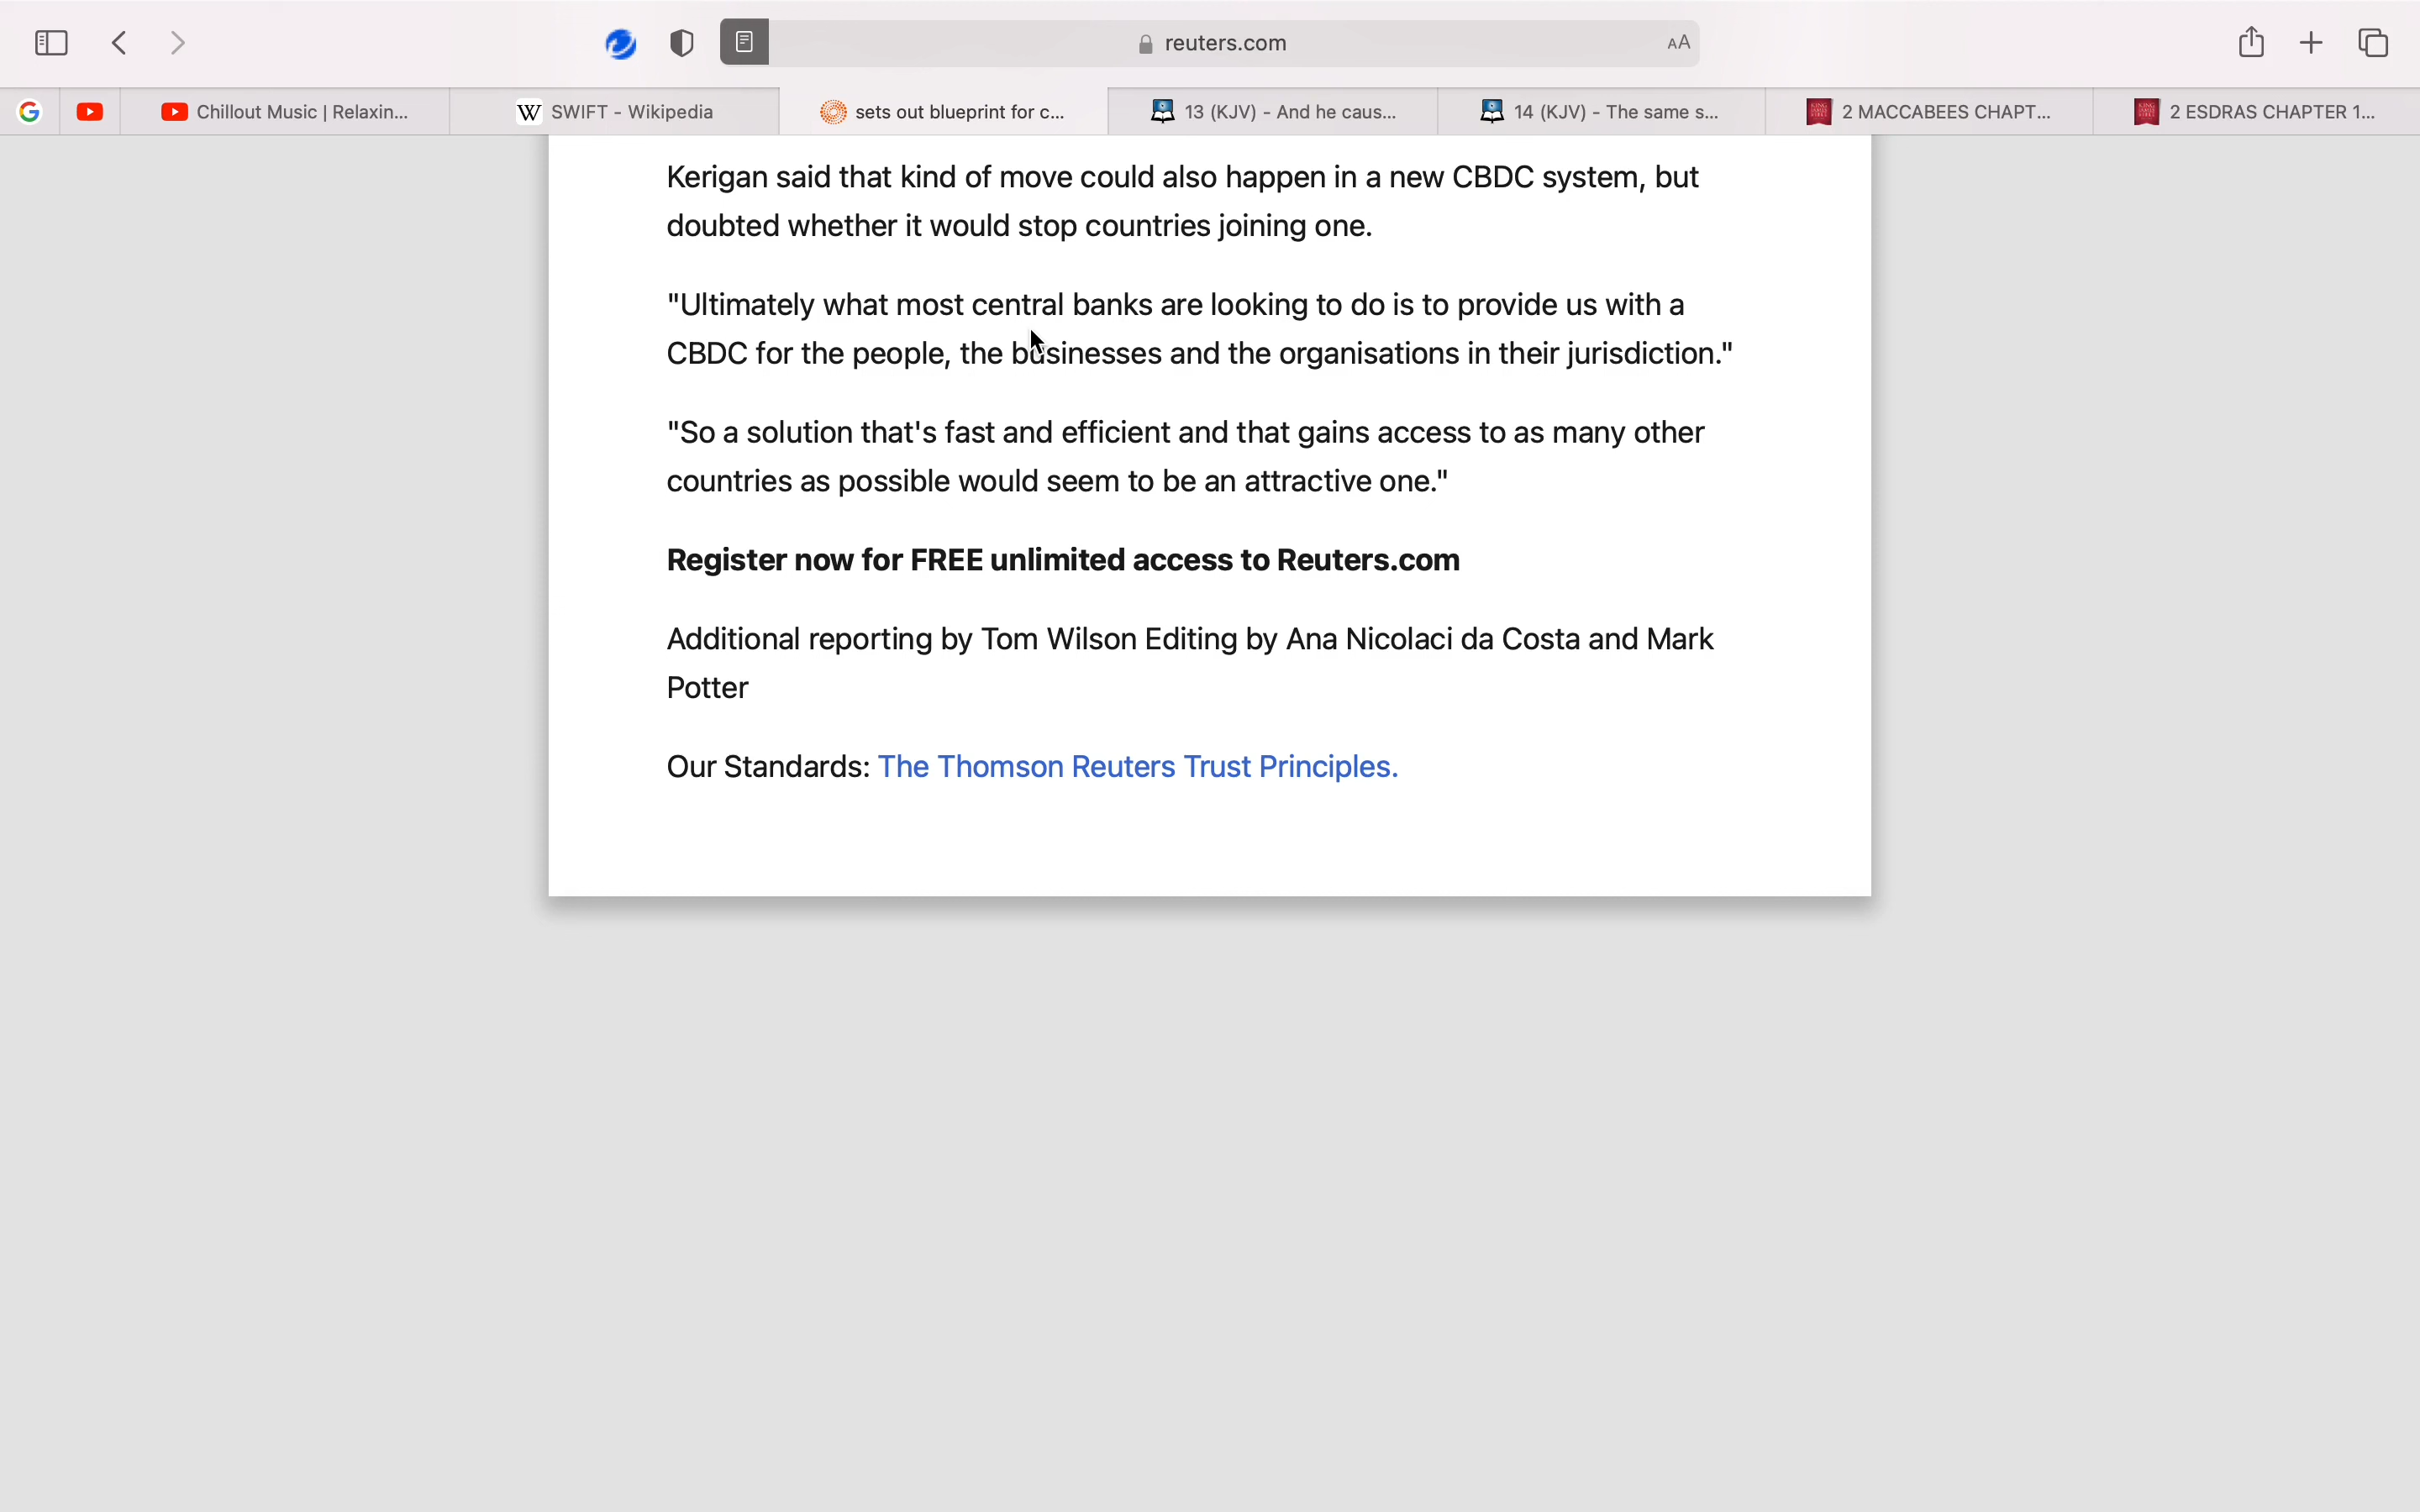 reuters.com
AA
Chillout Music | Relaxin...
W SWIFT - Wikipedia
sets out blueprint for c...
13 (KJV) - And he caus...
14 (KJV) - The same s...
2 MACCABEES CHAPT...
2 ESDRAS CHAPTER 1...
Kerigan said that kind of move could also happen in a new CBDC system, but
doubted whether it would stop countries joining one.
"Ultimately what most central banks are looking to do is to provide us with a
CBDC for the people, the businesses and the organisations in their jurisdiction."
"So a solution that's fast and efficient and that gains access to as many other
countries as possible would seem to be an attractive one."
Register now for FREE unlimited access to Reuters.com
Additional reporting by Tom Wilson Editing by Ana Nicolaci da Costa and Mark
Potter
Our Standards: The Thomson Reuters Trust Principles.